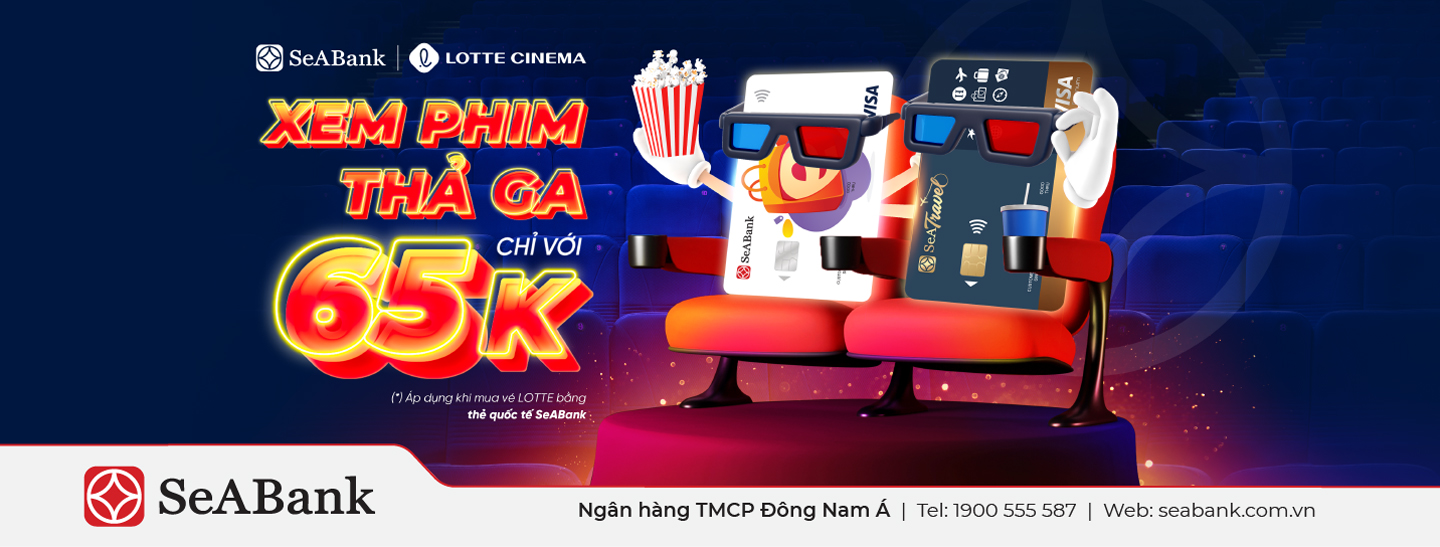 SeABank | LOTTE CINEMA
XEM PHIM
THẢ GA
CHỈ VỚI
65K
(*) Áp dụng khi mua vé LOTTE bằng
thẻ quốc tế SeABank
VISA
SeABank
VISA
SeATravel
SeABank
Ngân hàng TMCP Đông Nam Á | Tel: 1900 555 587 | Web: seabank.com.vn